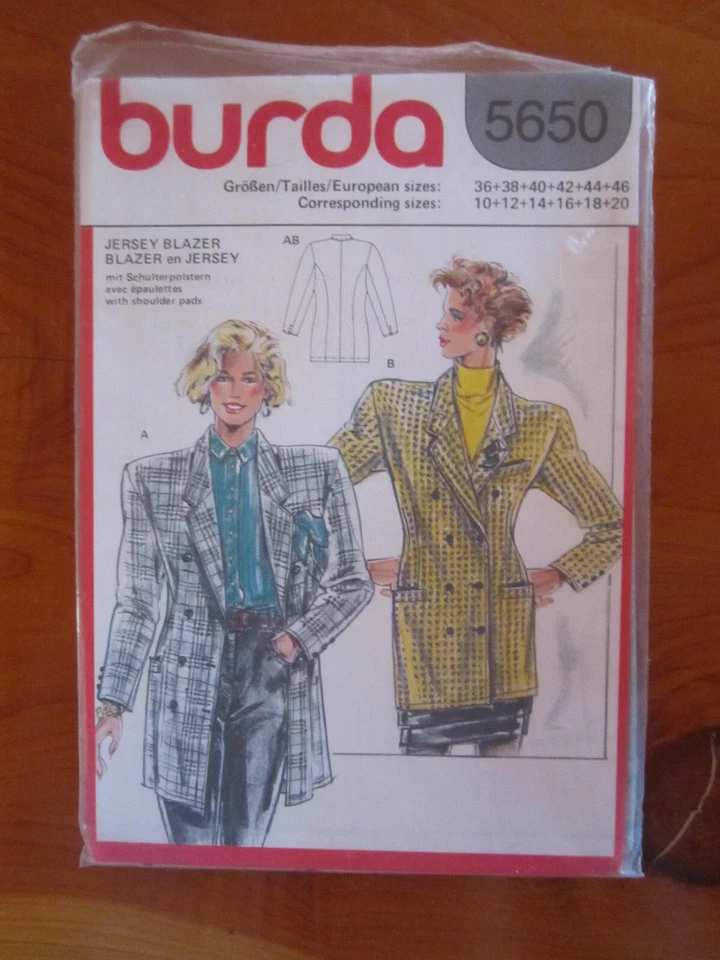 burda
5650
Größen/Tailles/European sizes: 36+38+40+42+44+46
Corresponding sizes: 10+12+14+16+18+20
JERSEY BLAZER
BLAZER en JERSEY
mit Schulterpolstern
avec épaulettes
with shoulder pads
AB
B
A